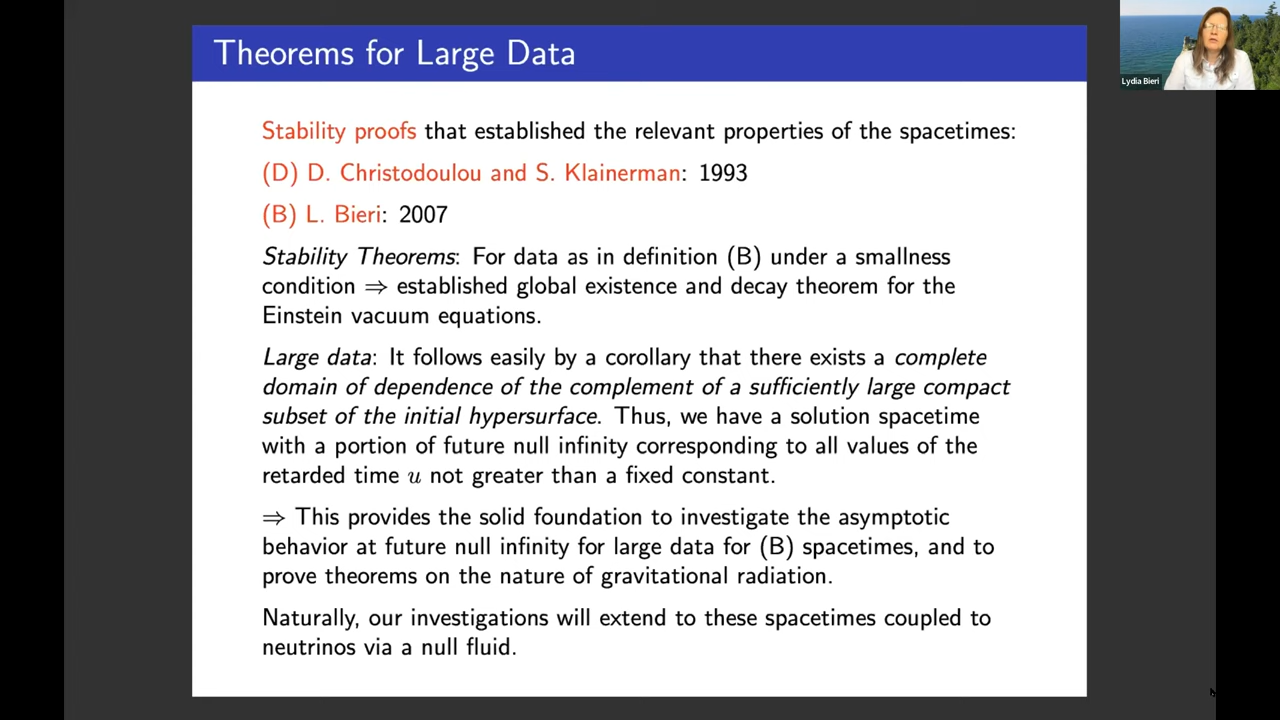 Theorems for Large Data
Lydia Bieri
Stability proofs that established the relevant properties of the spacetimes:
(D) D. Christodoulou and S. Klainerman: 1993
(B) L. Bieri: 2007
Stability Theorems: For data as in definition (B) under a smallness
condition ⇒ established global existence and decay theorem for the
Einstein vacuum equations.
Large data: It follows easily by a corollary that there exists a complete
domain of dependence of the complement of a sufficiently large compact
subset of the initial hypersurface. Thus, we have a solution spacetime
with a portion of future null infinity corresponding to all values of the
retarded time u not greater than a fixed constant.
⇒ This provides the solid foundation to investigate the asymptotic
behavior at future null infinity for large data for (B) spacetimes, and to
prove theorems on the nature of gravitational radiation.
Naturally, our investigations will extend to these spacetimes coupled to
neutrinos via a null fluid.